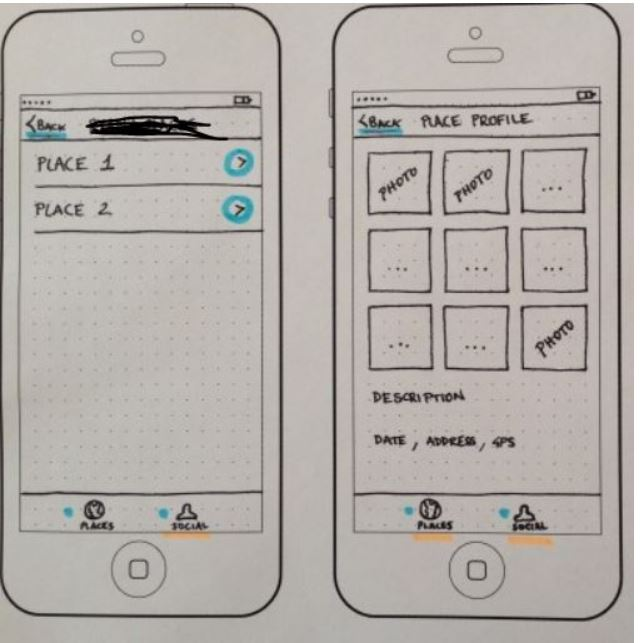 <BACK
PLACE 1
>
PLACE 2
>
PLACES SOCIAL
<BACK PLACE PROFILE
PHOTO PHOTO ...
... ... ...
... ... PHOTO
DESCRIPTION
DATE, ADDRESS, GPS
PLACES SOCIAL